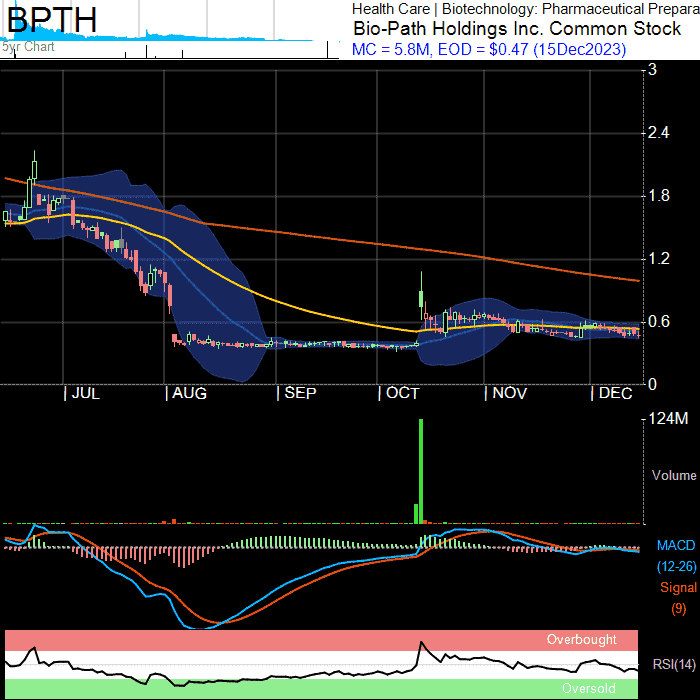 BPTH
5yr Chart
Health Care | Biotechnology: Pharmaceutical Prepara
Bio-Path Holdings Inc. Common Stock
MC = 5.8M, EOD = $0.47 (15Dec2023)
3
2.4
1.8
1.2
0.6
0
JUL AUG SEP OCT NOV DEC
124M
Volume
MACD
(12-26)
Signal
(9)
Overbought
RSI(14)
Oversold